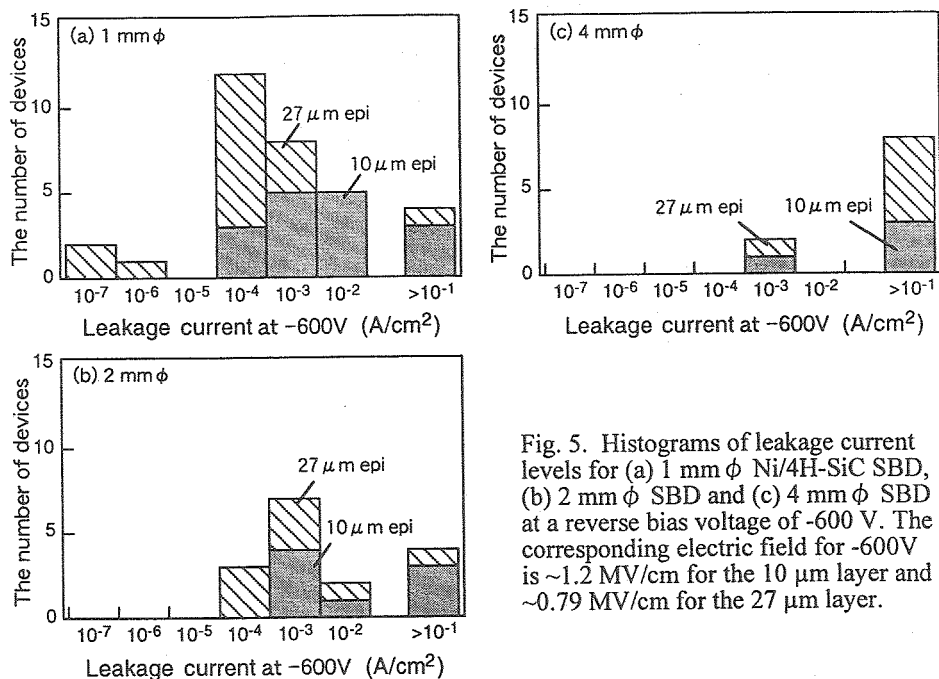 15
(a) 1 mmϕ
10
5
0
The number of devices
27 μm epi
10 μm epi
10⁻⁷ 10⁻⁶ 10⁻⁵ 10⁻⁴ 10⁻³ 10⁻² >10⁻¹
Leakage current at −600V (A/cm²)
15
(c) 4 mmϕ
10
5
0
The number of devices
27 μm epi
10 μm epi
10⁻⁷ 10⁻⁶ 10⁻⁵ 10⁻⁴ 10⁻³ 10⁻² >10⁻¹
Leakage current at −600V (A/cm²)
15
(b) 2 mmϕ
10
5
0
The number of devices
27 μm epi
10 μm epi
10⁻⁷ 10⁻⁶ 10⁻⁵ 10⁻⁴ 10⁻³ 10⁻² >10⁻¹
Leakage current at −600V (A/cm²)
Fig. 5. Histograms of leakage current
levels for (a) 1 mm ϕ Ni/4H-SiC SBD,
(b) 2 mm ϕ SBD and (c) 4 mm ϕ SBD
at a reverse bias voltage of -600 V. The
corresponding electric field for -600V
is ~1.2 MV/cm for the 10 μm layer and
~0.79 MV/cm for the 27 μm layer.